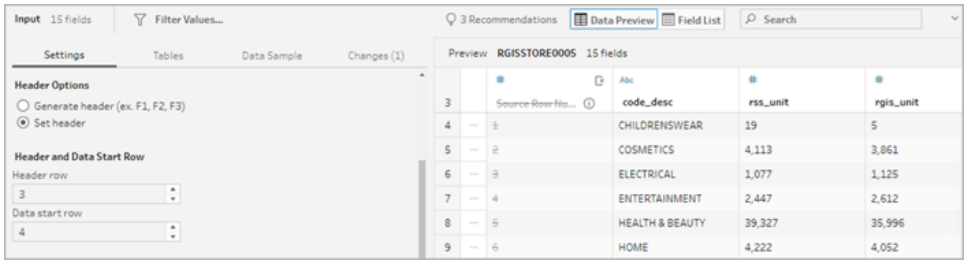 Input 15 fields Filter Values... 3 Recommendations Data Preview Field List Search
Settings Tables Data Sample Changes (1)
Header Options
Generate header (ex. F1, F2, F3)
Set header
Header and Data Start Row
Header row
3
Data start row
4
Preview RGISSTORE0005 15 fields
# Abc # #
3 Source Row Nu... code_desc rss_unit rgis_unit
4 ... 1 CHILDRENSWEAR 19 5
5 ... 2 COSMETICS 4,113 3,861
6 ... 3 ELECTRICAL 1,077 1,125
7 ... 4 ENTERTAINMENT 2,447 2,612
8 ... 5 HEALTH & BEAUTY 39,327 35,996
9 ... 6 HOME 4,222 4,052